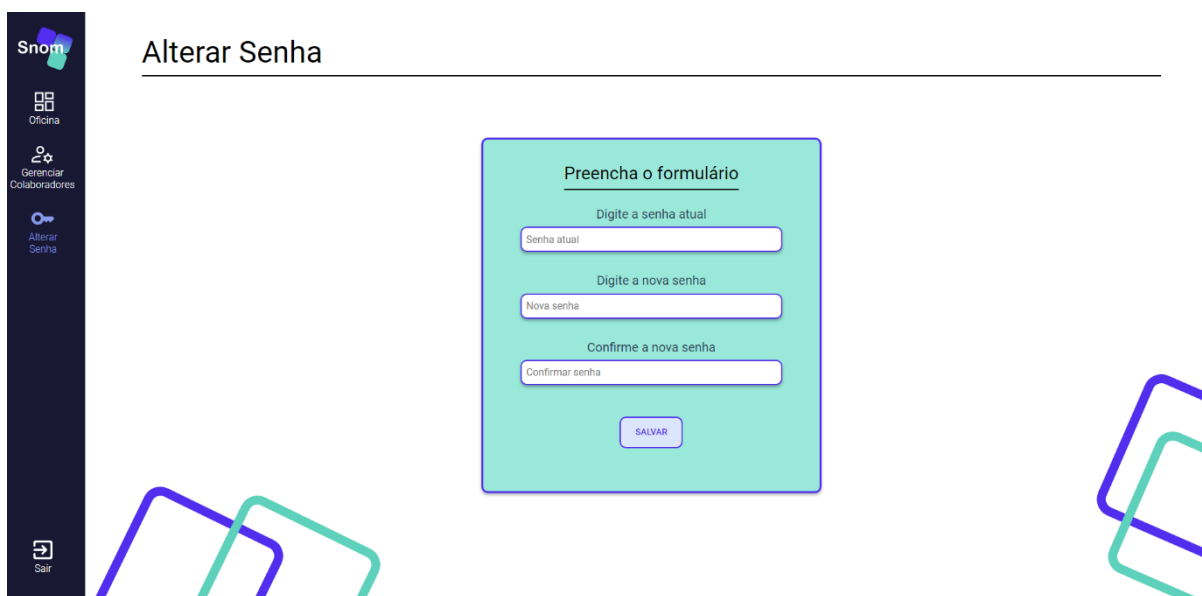 Snom
Oficina
Gerenciar
Colaboradores
Alterar
Senha
Sair
Alterar Senha
Preencha o formulário
Digite a senha atual
Senha atual
Digite a nova senha
Nova senha
Confirme a nova senha
Confirmar senha
SALVAR